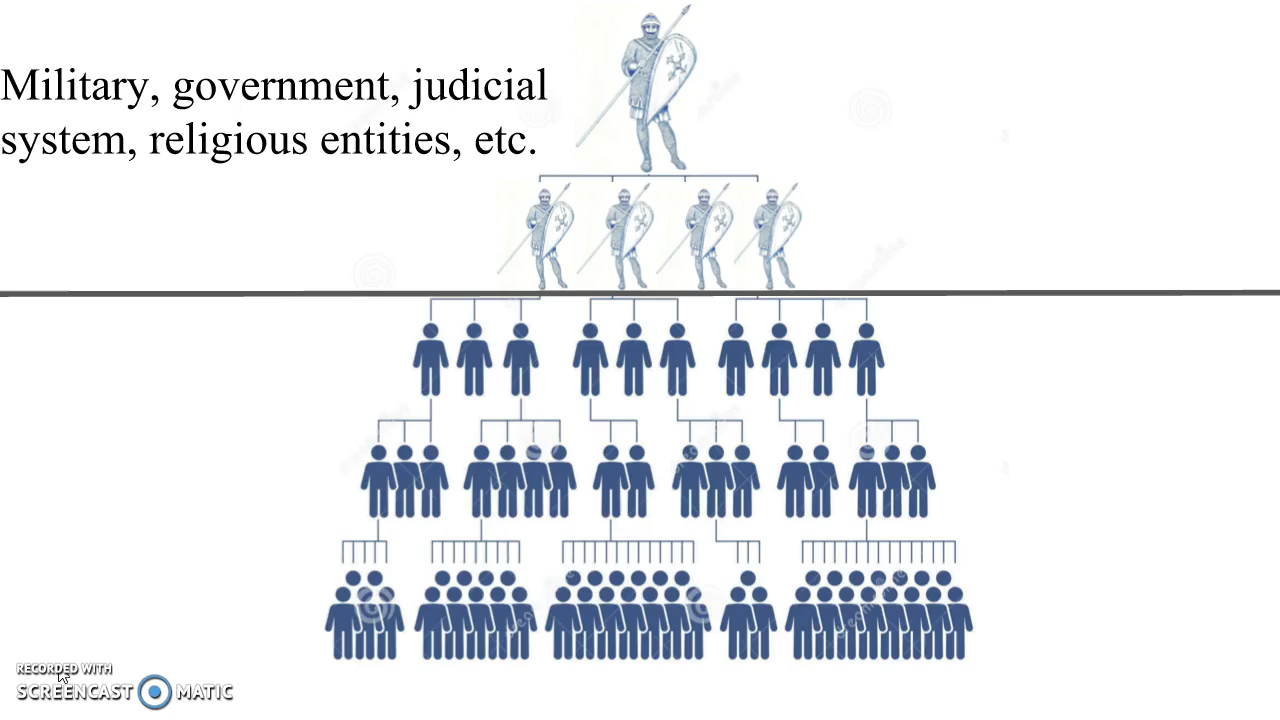 Military, government, judicial
system, religious entities, etc.
RECORDED WITH
SCREENCAST MATIC